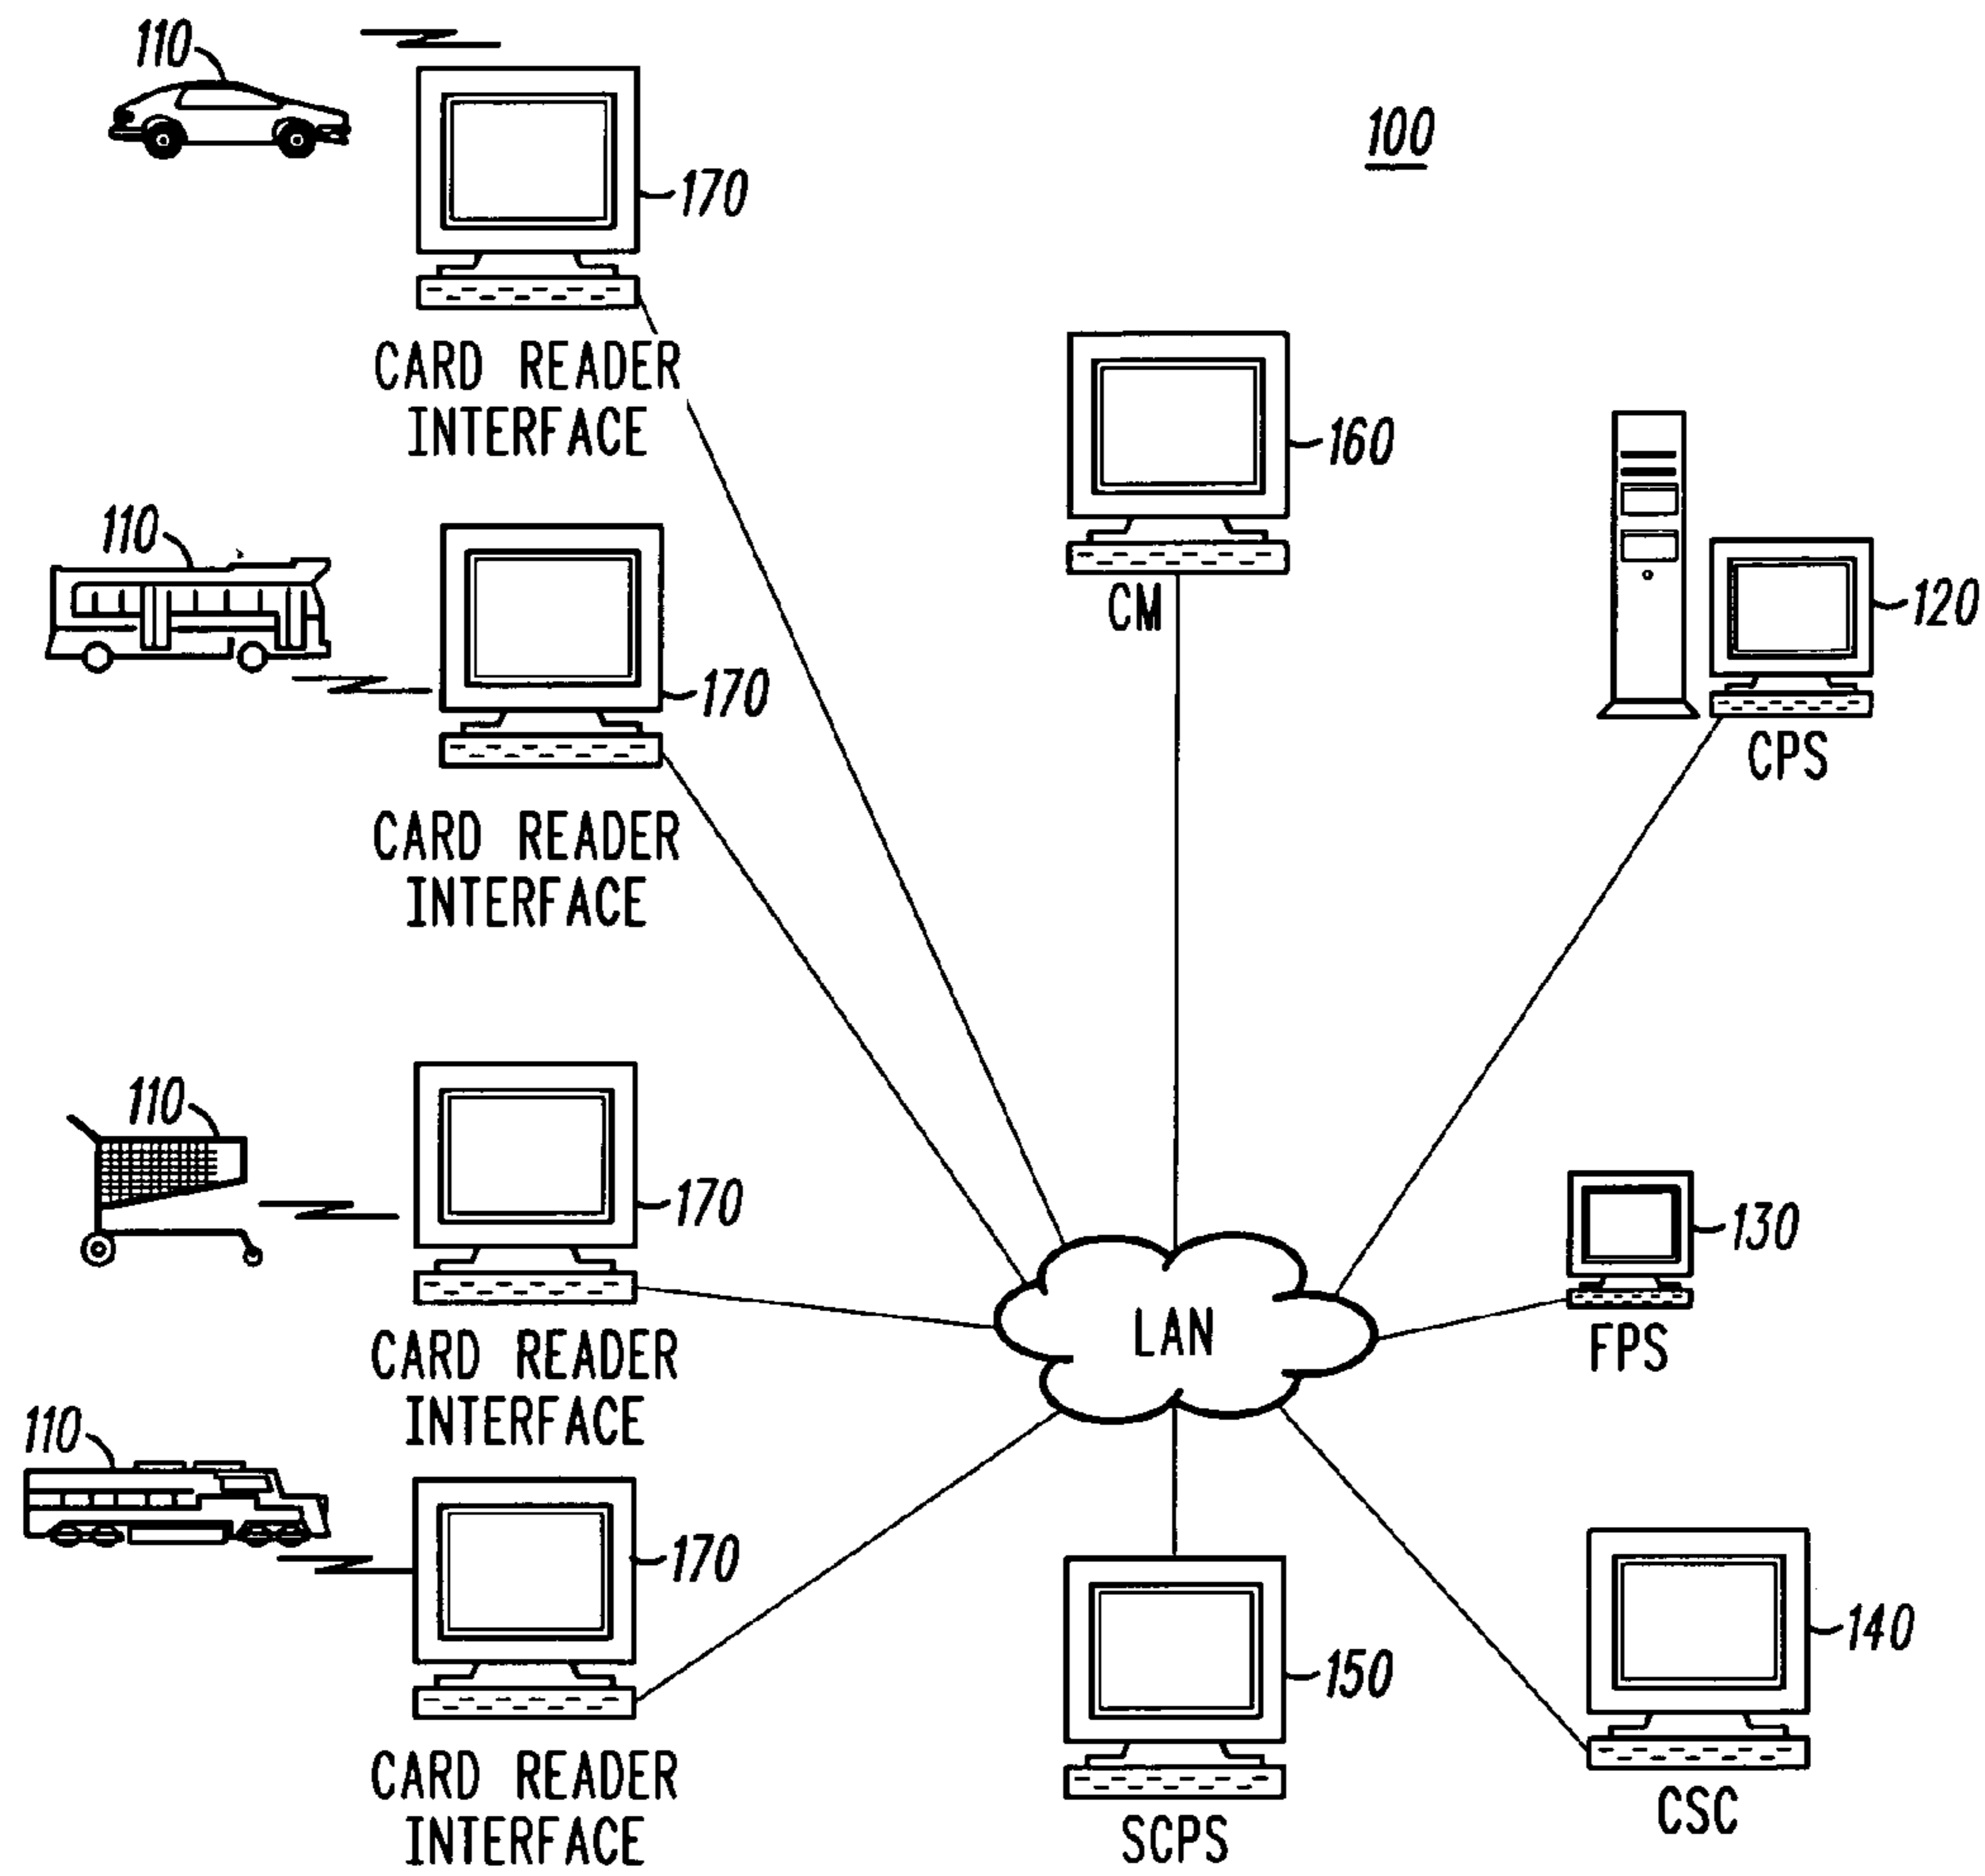 110
100
170
CARD READER
INTERFACE
160
110
CM
120
170
CPS
CARD READER
INTERFACE
110
170
130
LAN
FPS
CARD READER
INTERFACE
110
170
140
150
CARD READER
INTERFACE
SCPS
CSC